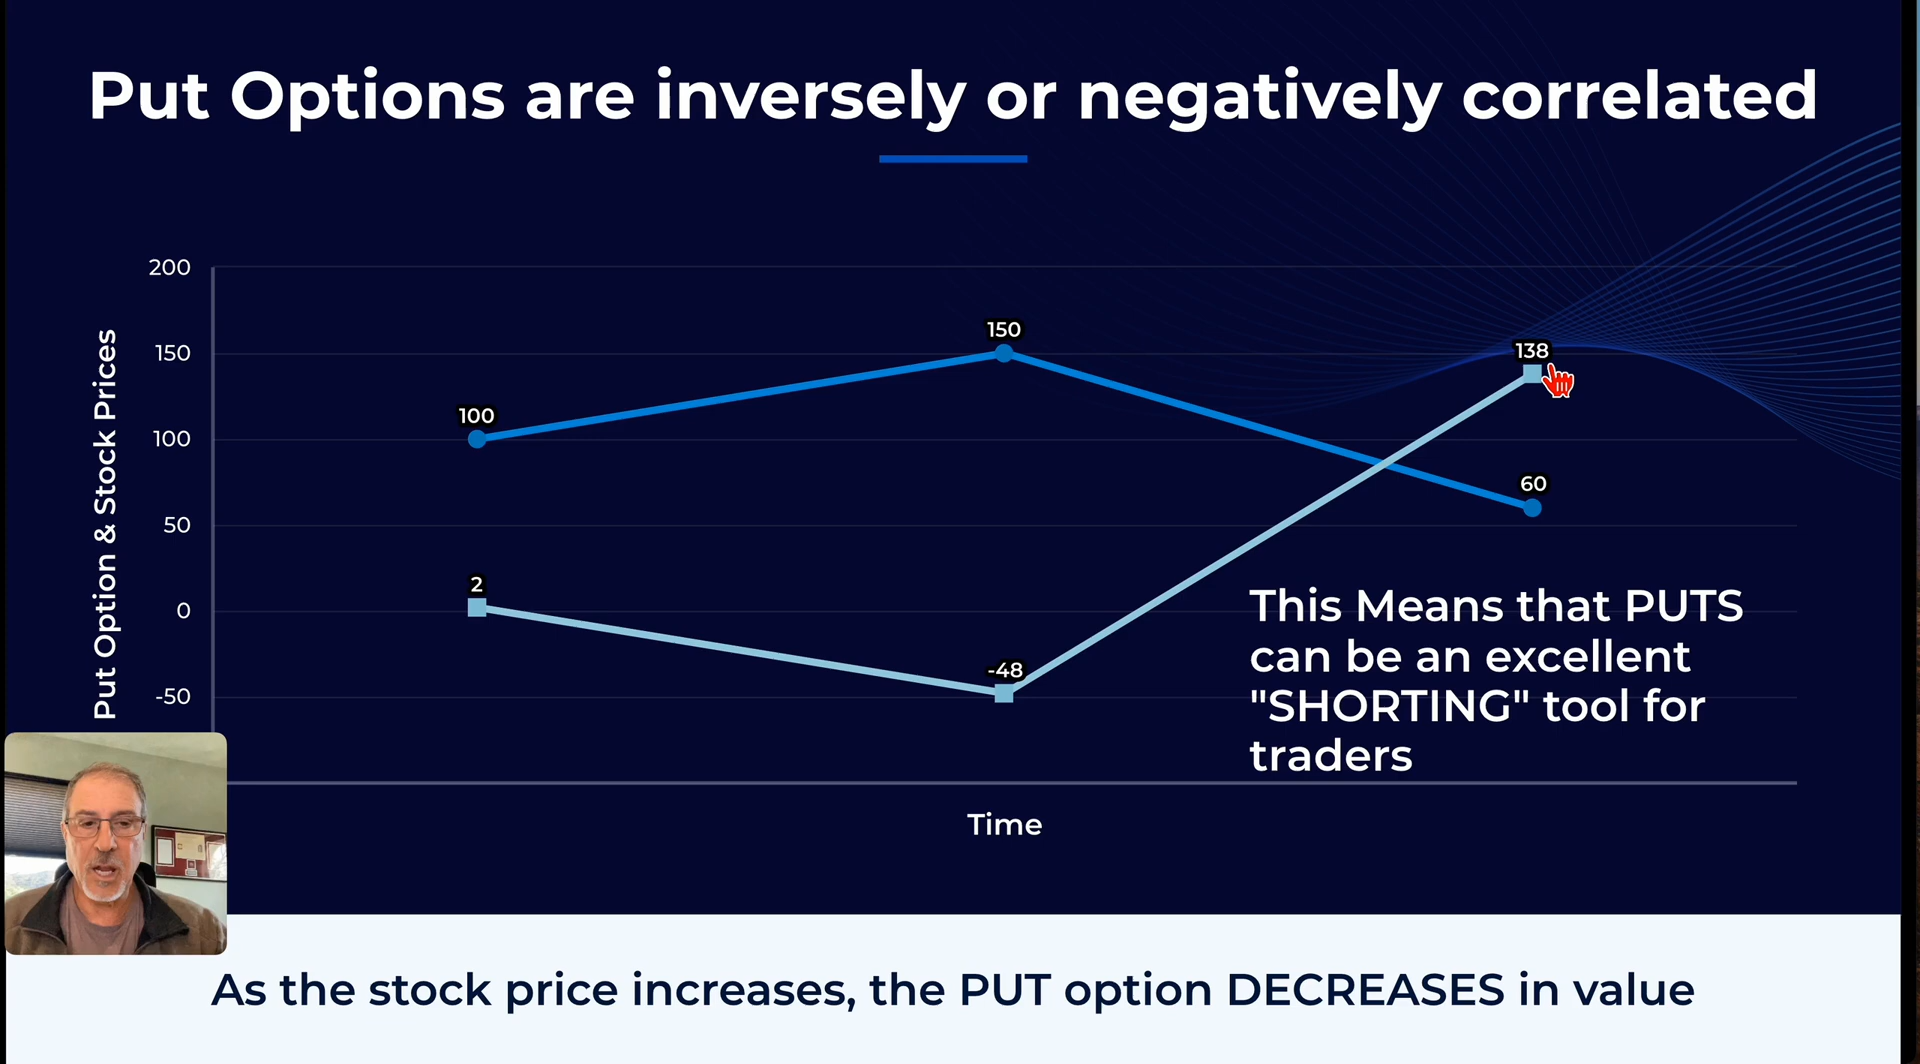 Put Options are inversely or negatively correlated
Put Option & Stock Prices
200
150
100
50
0
-50
100
150
60
2
-48
138
This Means that PUTS
can be an excellent
"SHORTING" tool for
traders
Time
As the stock price increases, the PUT option DECREASES in value